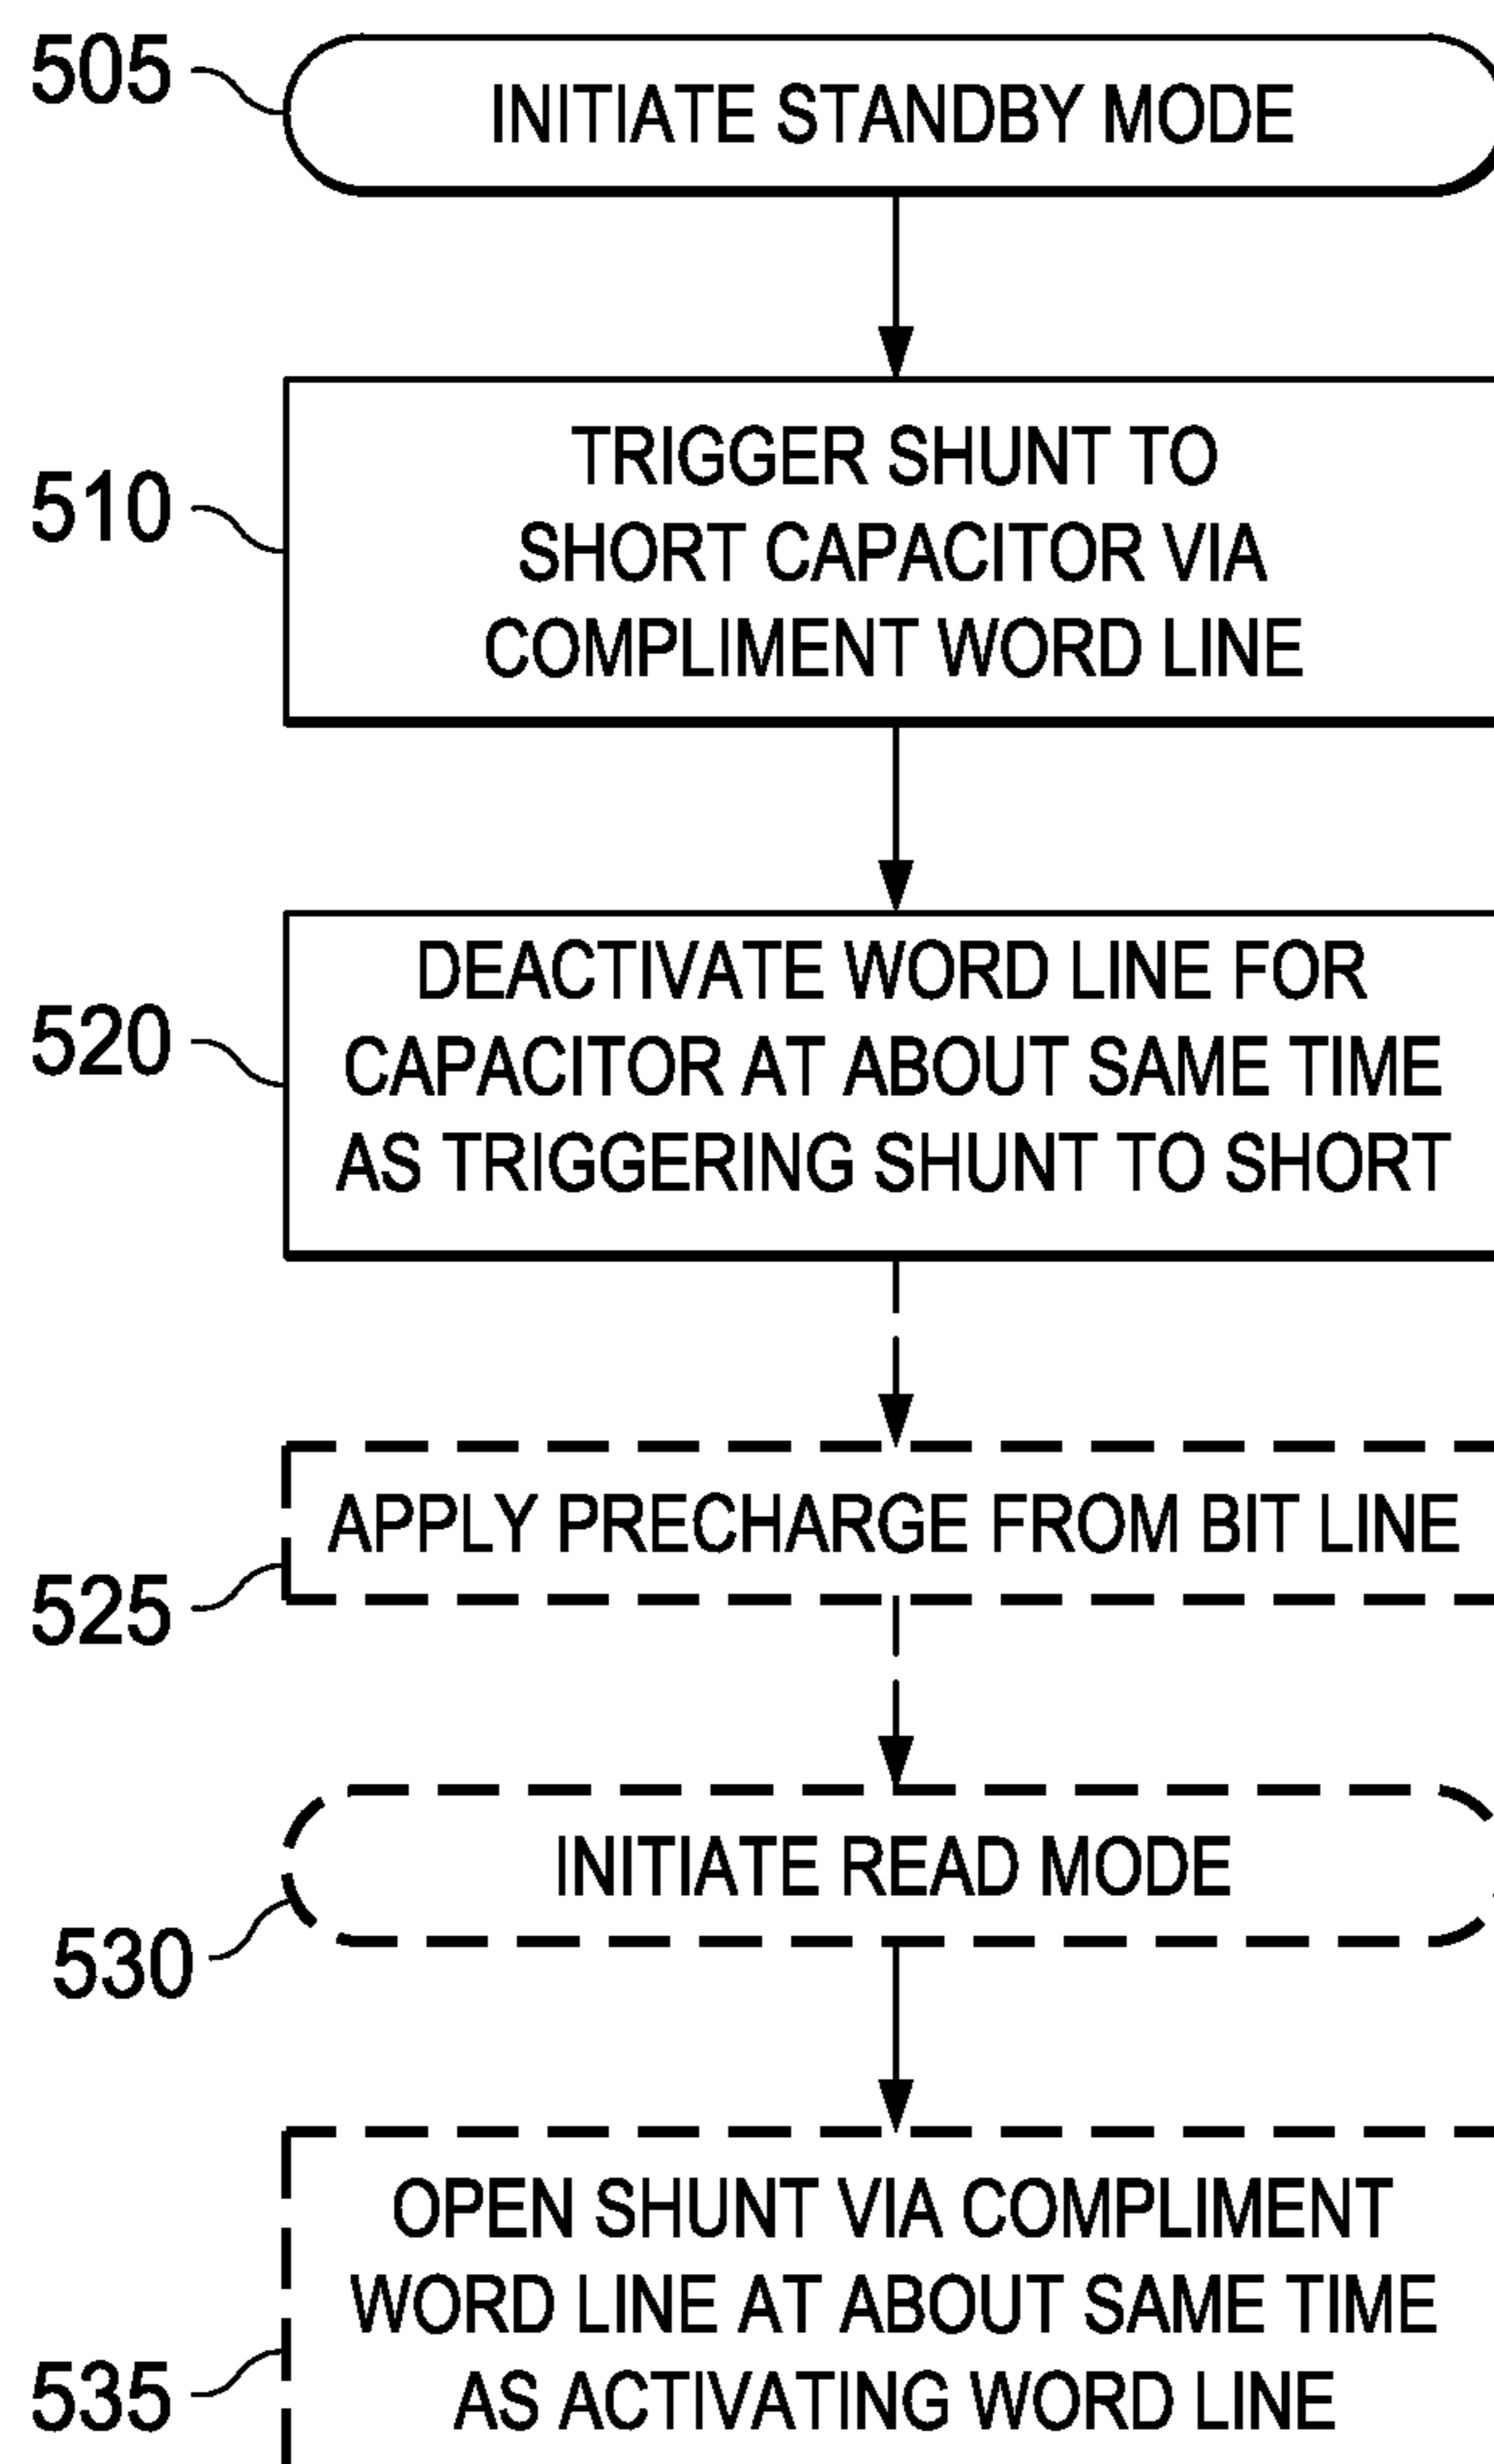 505
INITIATE STANDBY MODE
510
TRIGGER SHUNT TO
SHORT CAPACITOR VIA
COMPLIMENT WORD LINE
520
DEACTIVATE WORD LINE FOR
CAPACITOR AT ABOUT SAME TIME
AS TRIGGERING SHUNT TO SHORT
525
APPLY PRECHARGE FROM BIT LINE
530
INITIATE READ MODE
535
OPEN SHUNT VIA COMPLIMENT
WORD LINE AT ABOUT SAME TIME
AS ACTIVATING WORD LINE